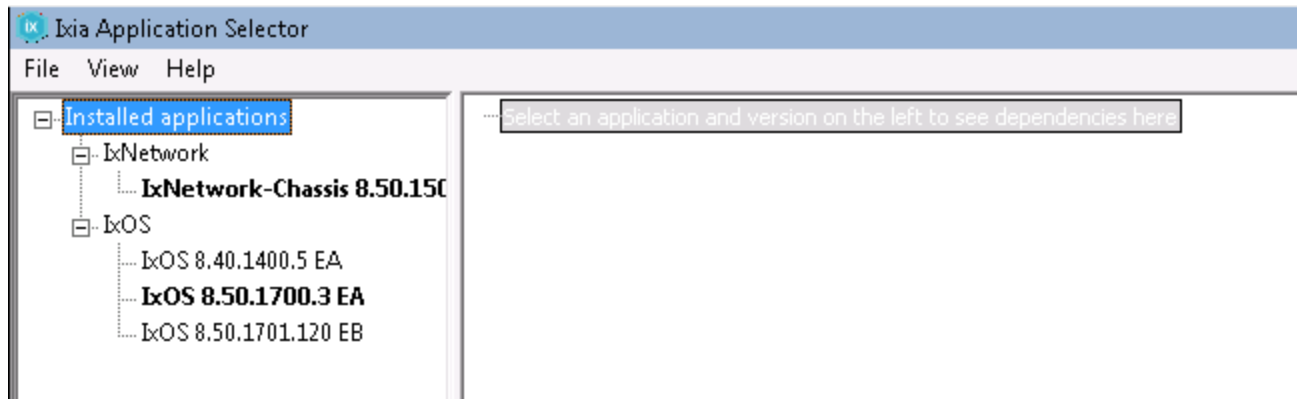 Ixia Application Selector
File View Help
Installed applications
IxNetwork
IxNetwork-Chassis 8.50.150
IxOS
IxOS 8.40.1400.5 EA
IxOS 8.50.1700.3 EA
IxOS 8.50.1701.120 EB
Select an application and version on the left to see dependencies here